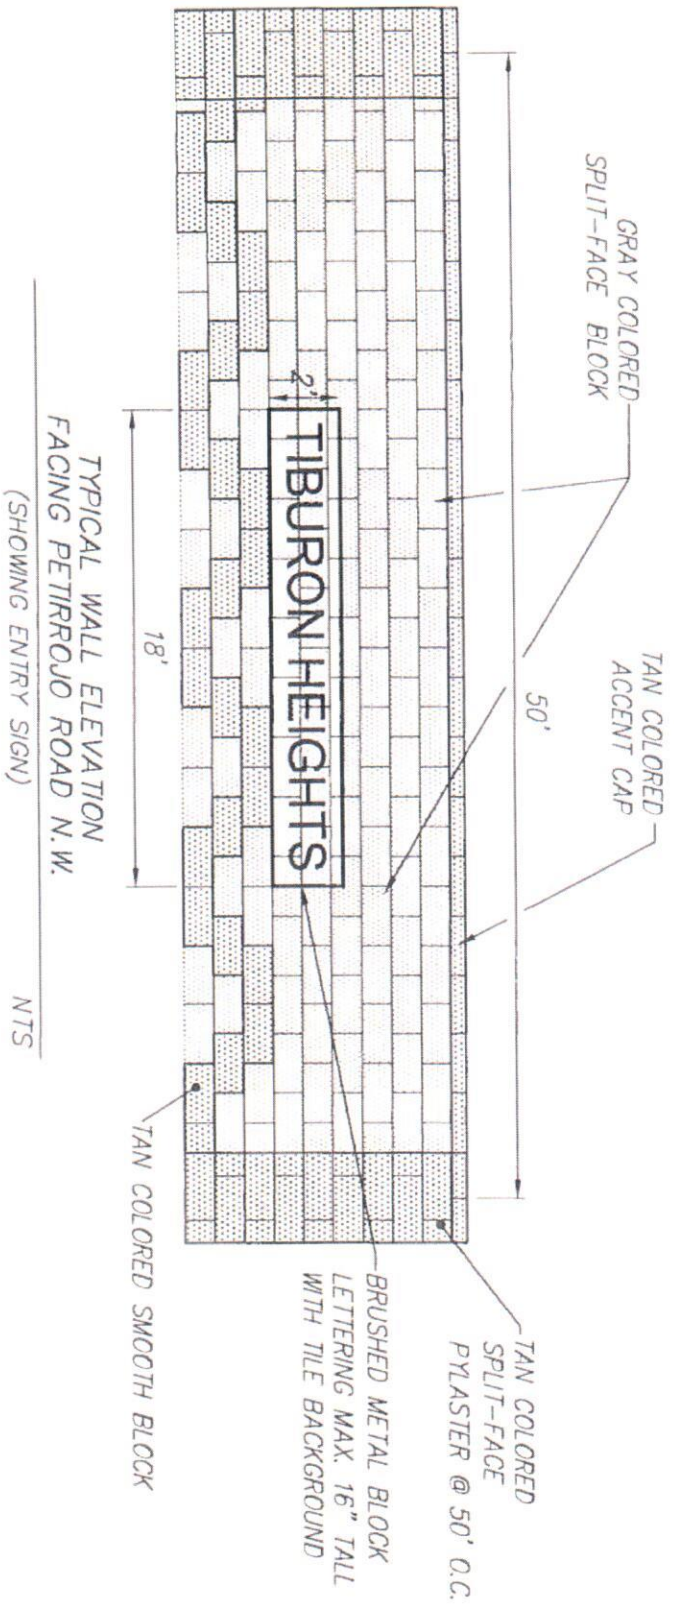 GRAY COLORED
SPLIT-FACE BLOCK
TAN COLORED
ACCENT CAP
50'
TAN COLORED
SPLIT-FACE
PYLASTER @ 50' O.C.
2'
TIBURON HEIGHTS
BRUSHED METAL BLOCK
LETTERING MAX. 16" TALL
WITH TILE BACKGROUND
18'
TAN COLORED SMOOTH BLOCK
TYPICAL WALL ELEVATION
FACING PETIRROJO ROAD N.W.
(SHOWING ENTRY SIGN)
NTS